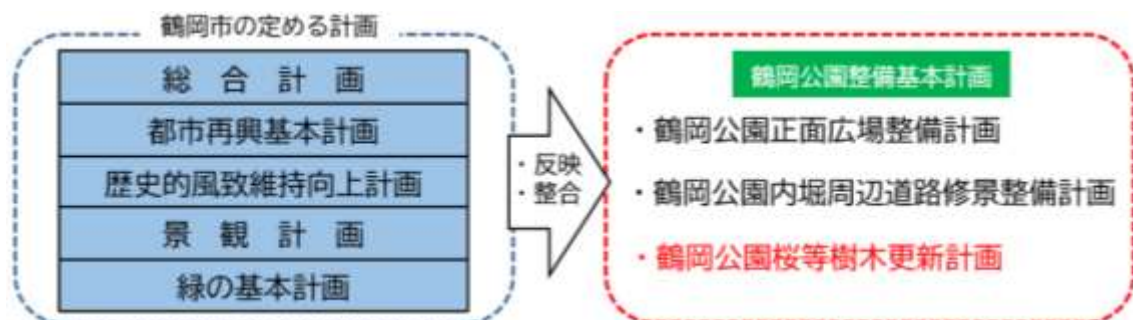 鶴岡市の定める計画
総 合 計 画
都市再興基本計画
歴史的風致維持向上計画
景 観 計 画
緑の基本計画
・反映
・整合
鶴岡公園整備基本計画
・鶴岡公園正面広場整備計画
・鶴岡公園内堀周辺道路修景整備計画
・鶴岡公園桜等樹木更新計画